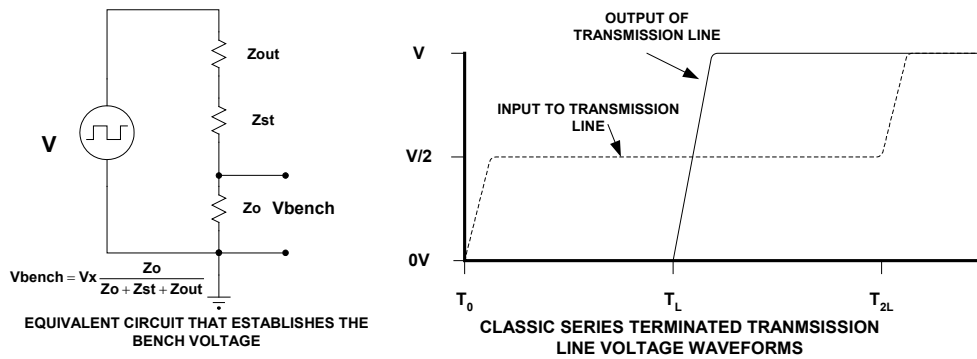 Zout
Zst
V
Zo Vbench
Vbench = Vx Zo / Zo + Zst + Zout
EQUIVALENT CIRCUIT THAT ESTABLISHES THE
BENCH VOLTAGE
OUTPUT OF
TRANSMISSION LINE
V
INPUT TO TRANSMISSION
LINE
V/2
0V
T0
TL
T2L
CLASSIC SERIES TERMINATED TRANMSISSION
LINE VOLTAGE WAVEFORMS